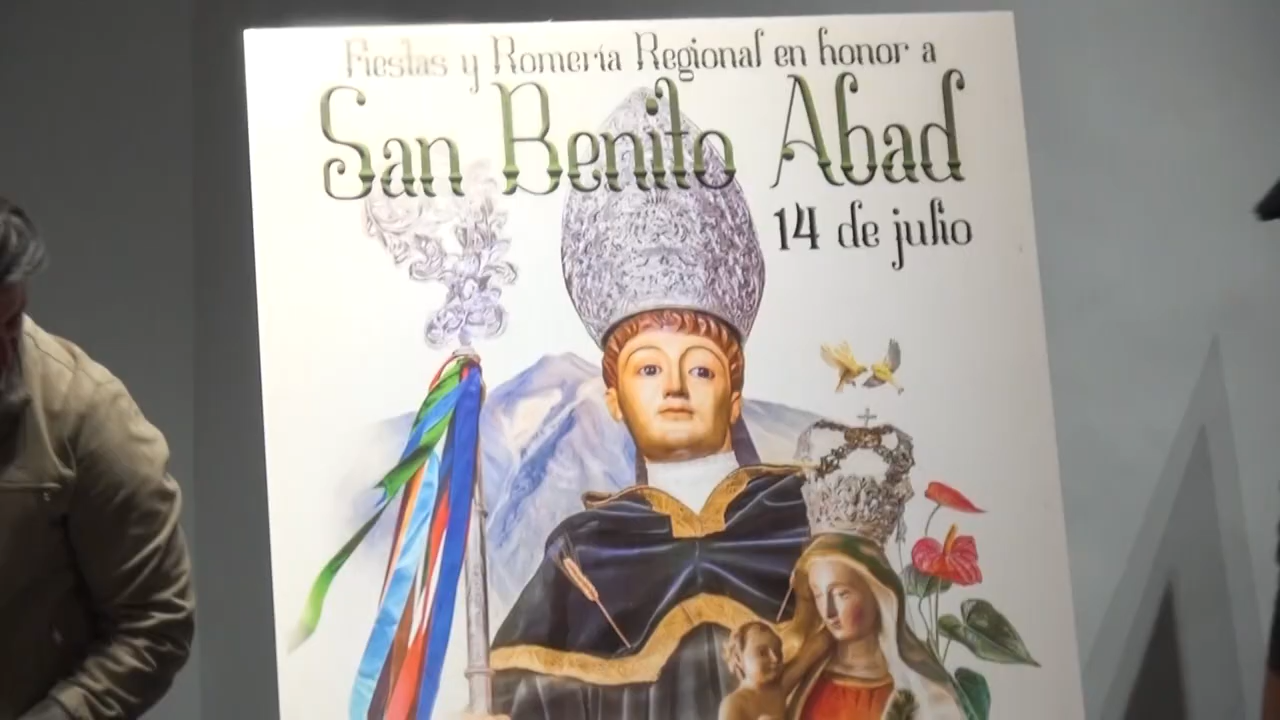 Fiestas y Romería Regional en honor a
San Benito Abad
14 de julio